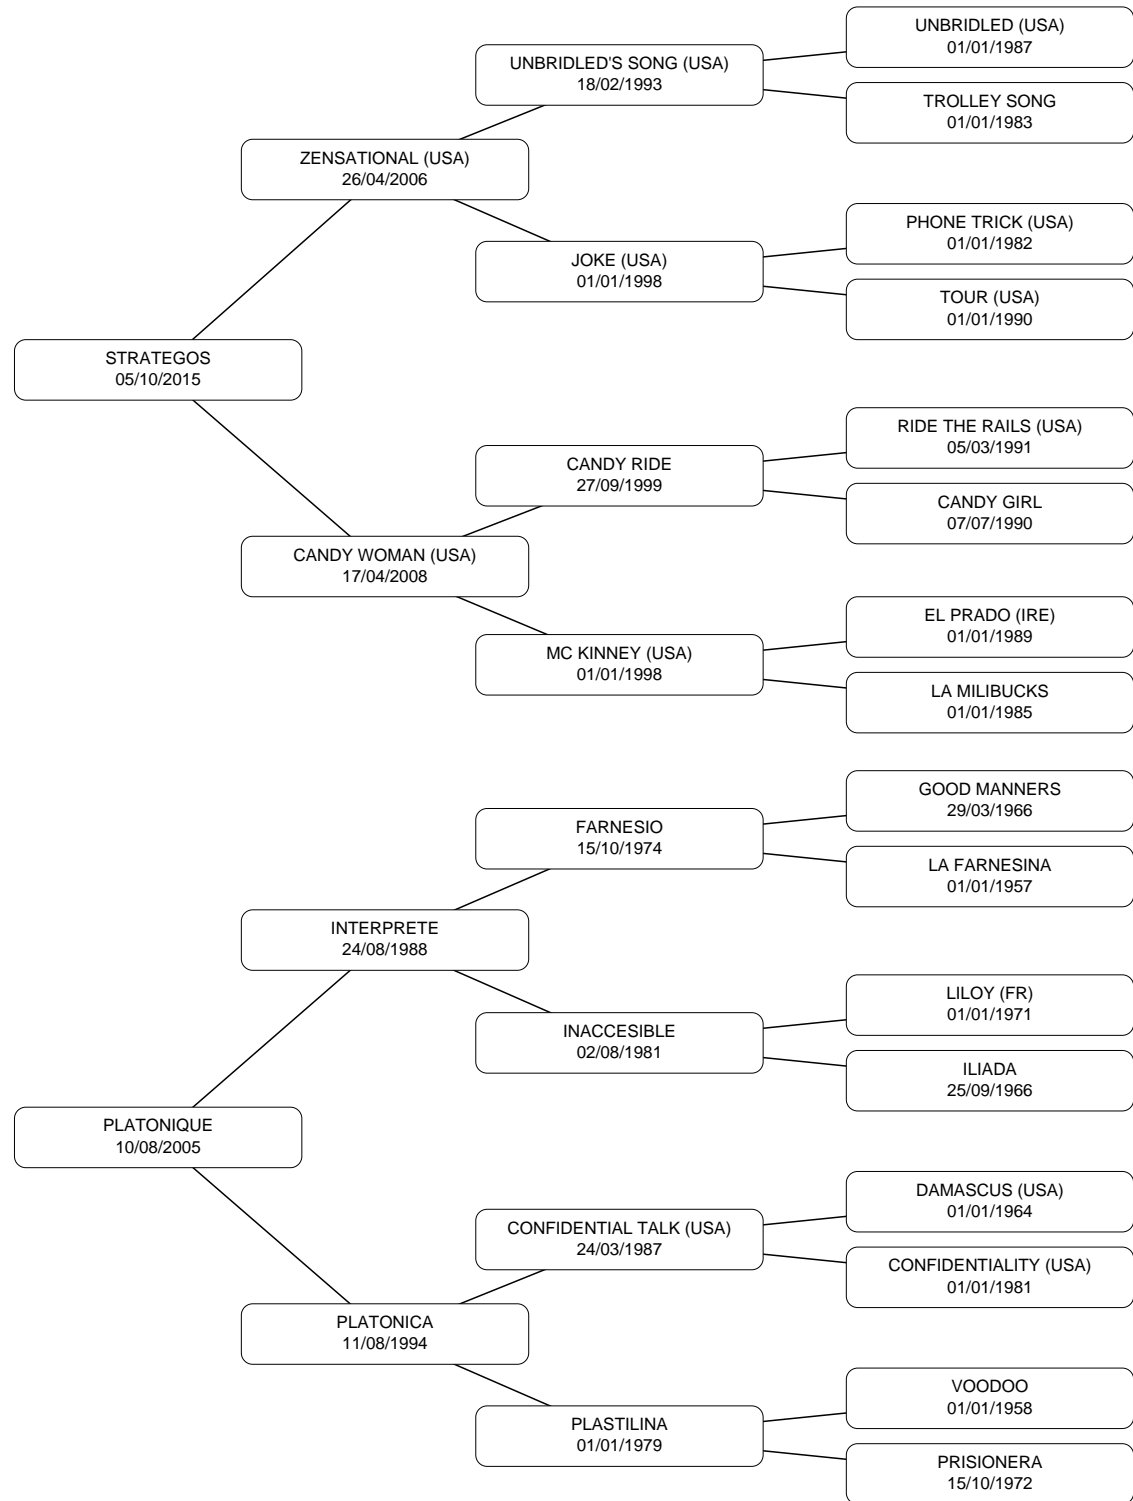 UNBRIDLED (USA)
01/01/1987
UNBRIDLED'S SONG (USA)
18/02/1993
TROLLEY SONG
01/01/1983
ZENSATIONAL (USA)
26/04/2006
PHONE TRICK (USA)
01/01/1982
JOKE (USA)
01/01/1998
TOUR (USA)
01/01/1990
STRATEGOS
05/10/2015
RIDE THE RAILS (USA)
05/03/1991
CANDY RIDE
27/09/1999
CANDY GIRL
07/07/1990
CANDY WOMAN (USA)
17/04/2008
EL PRADO (IRE)
01/01/1989
MC KINNEY (USA)
01/01/1998
LA MILIBUCKS
01/01/1985
GOOD MANNERS
29/03/1966
FARNESIO
15/10/1974
LA FARNESINA
01/01/1957
INTERPRETE
24/08/1988
LILOY (FR)
01/01/1971
INACCESIBLE
02/08/1981
ILIADA
25/09/1966
PLATONIQUE
10/08/2005
DAMASCUS (USA)
01/01/1964
CONFIDENTIAL TALK (USA)
24/03/1987
CONFIDENTIALITY (USA)
01/01/1981
PLATONICA
11/08/1994
VOODOO
01/01/1958
PLASTILINA
01/01/1979
PRISIONERA
15/10/1972